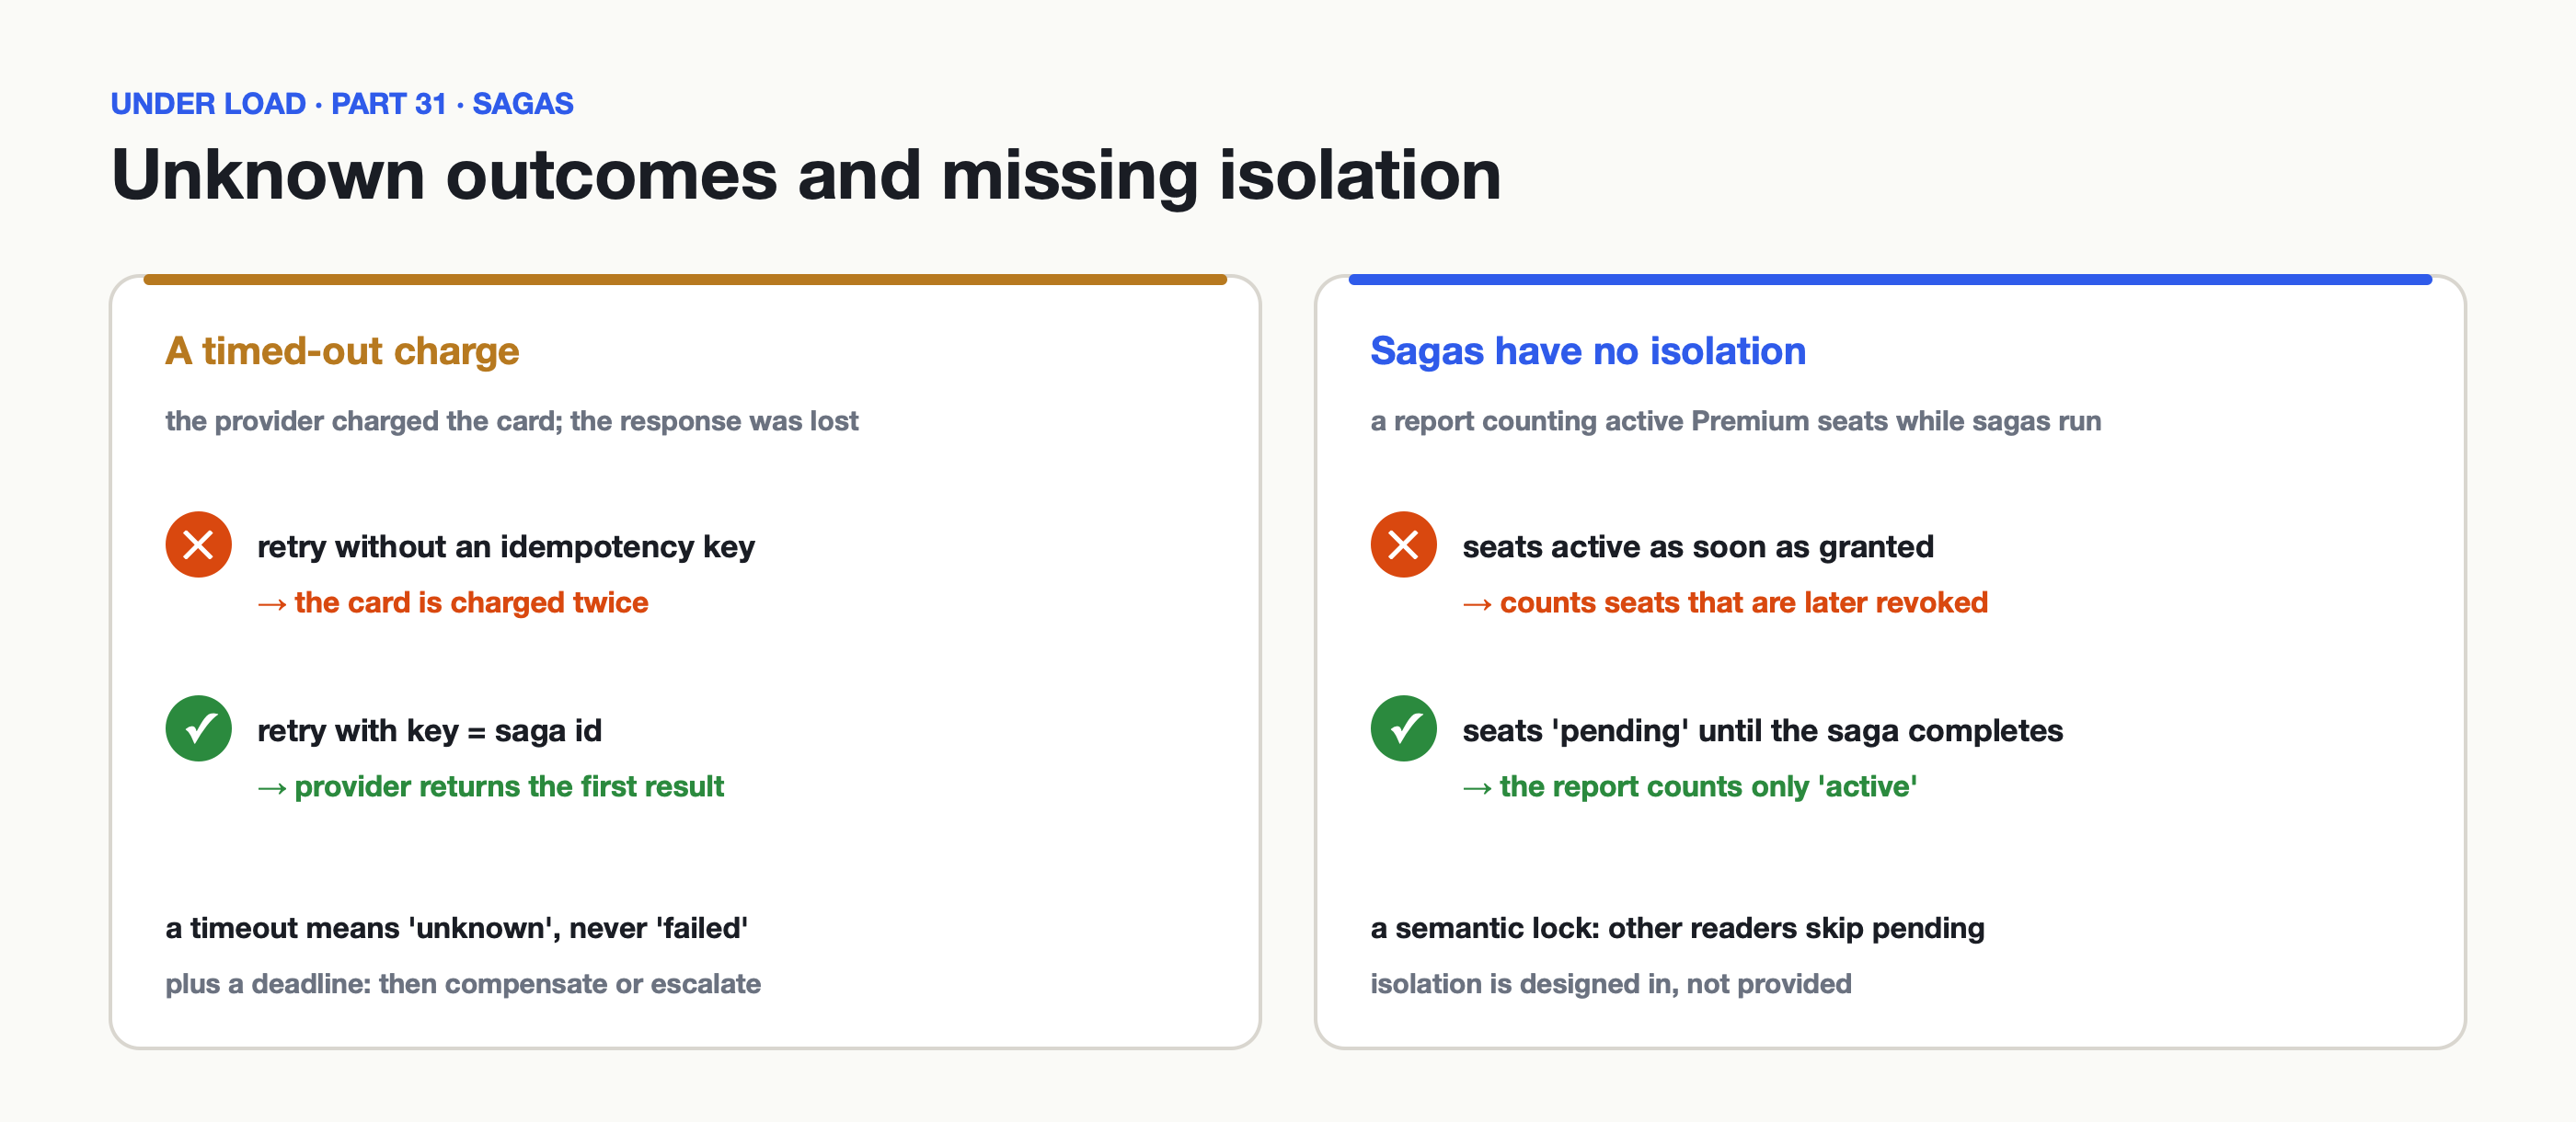 UNDER LOAD · PART 31 · SAGAS
Unknown outcomes and missing isolation
A timed-out charge
the provider charged the card; the response was lost
retry without an idempotency key
→ the card is charged twice
retry with key = saga id
→ provider returns the first result
a timeout means 'unknown', never 'failed'
plus a deadline: then compensate or escalate
Sagas have no isolation
a report counting active Premium seats while sagas run
seats active as soon as granted
→ counts seats that are later revoked
seats 'pending' until the saga completes
→ the report counts only 'active'
a semantic lock: other readers skip pending
isolation is designed in, not provided